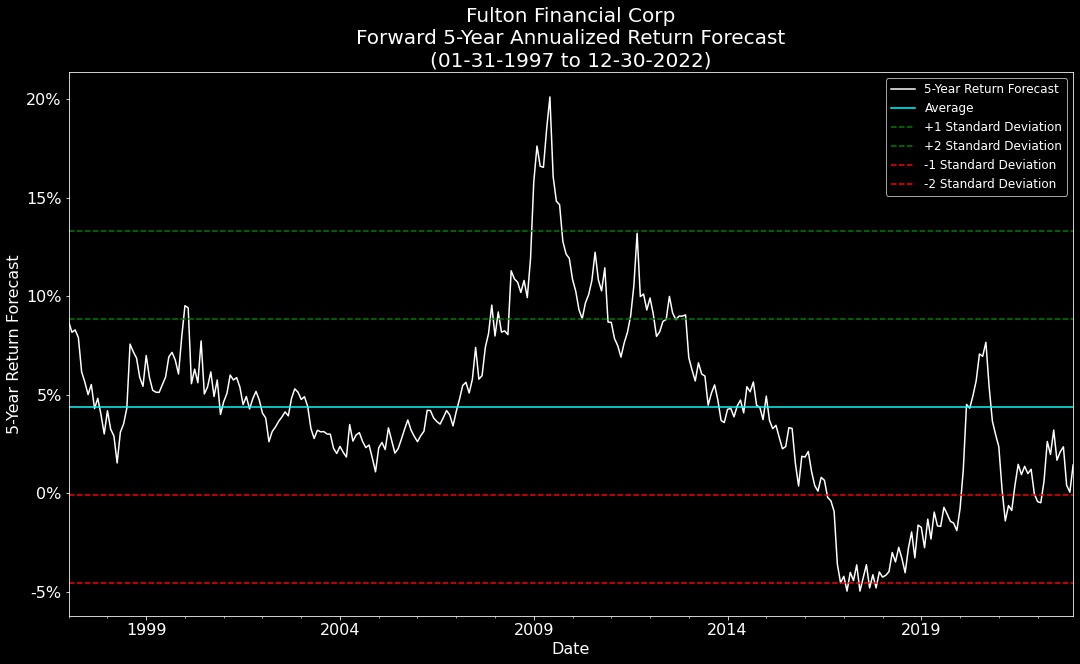 Fulton Financial Corp
Forward 5-Year Annualized Return Forecast
(01-31-1997 to 12-30-2022)
5-Year Return Forecast
Average
+1 Standard Deviation
+2 Standard Deviation
-1 Standard Deviation
-2 Standard Deviation
20%
15%
10%
5%
0%
-5%
5-Year Return Forecast
1999 2004 2009 2014 2019
Date